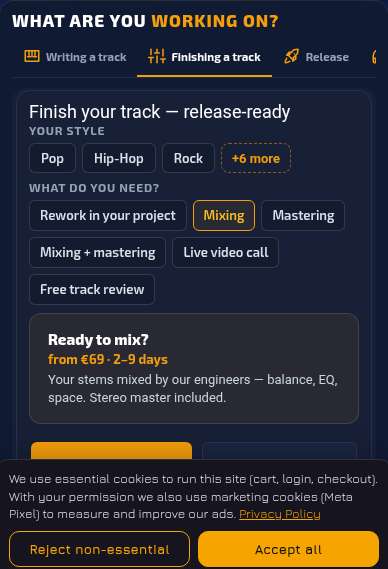 WHAT ARE YOU WORKING ON?
Writing a track Finishing a track Release
Finish your track — release-ready
YOUR STYLE
Pop Hip-Hop Rock +6 more
WHAT DO YOU NEED?
Rework in your project Mixing Mastering
Mixing + mastering Live video call
Free track review
Ready to mix?
from €69 · 2–9 days
Your stems mixed by our engineers — balance, EQ,
space. Stereo master included.
We use essential cookies to run this site (cart, login, checkout).
With your permission we also use marketing cookies (Meta
Pixel) to measure and improve our ads. Privacy Policy
Reject non-essential Accept all